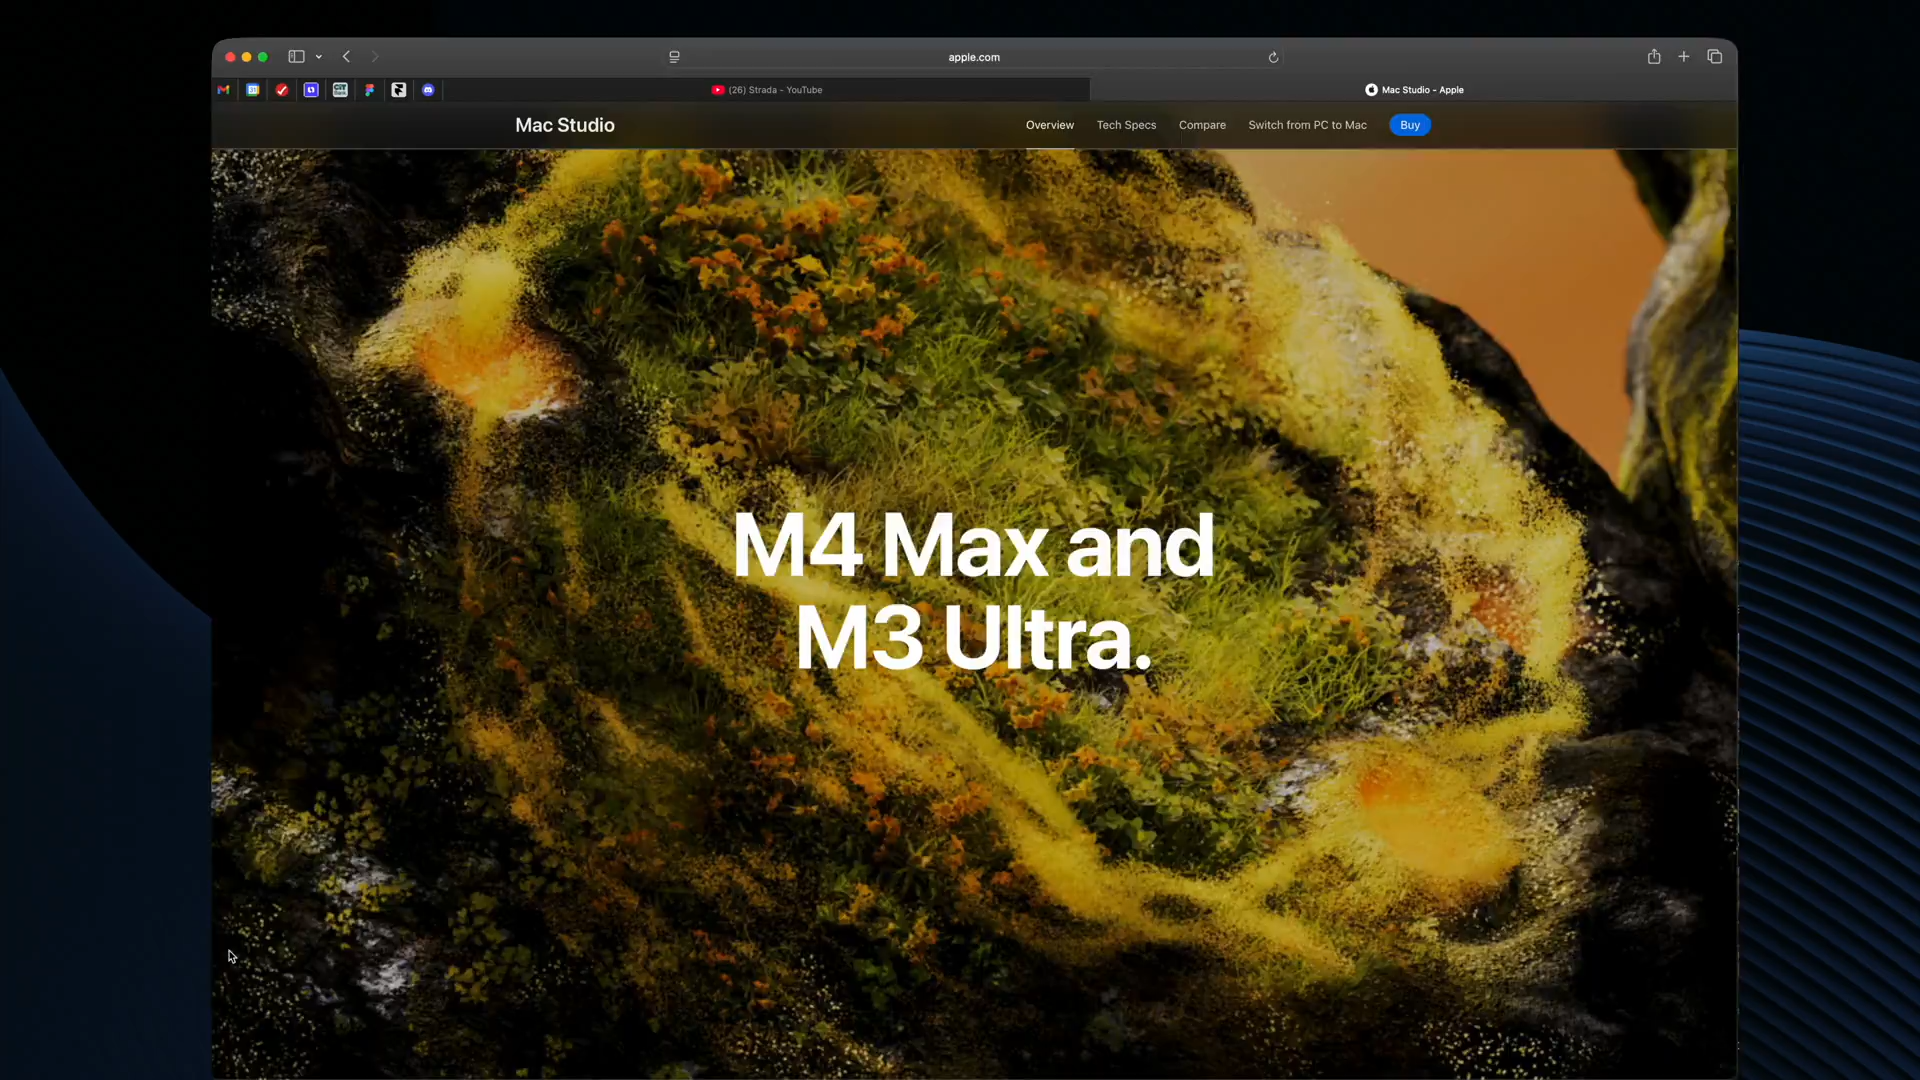 apple.com
(26) Strada - YouTube
Mac Studio - Apple
Mac Studio
Overview
Tech Specs
Compare
Switch from PC to Mac
Buy
M4 Max and
M3 Ultra.